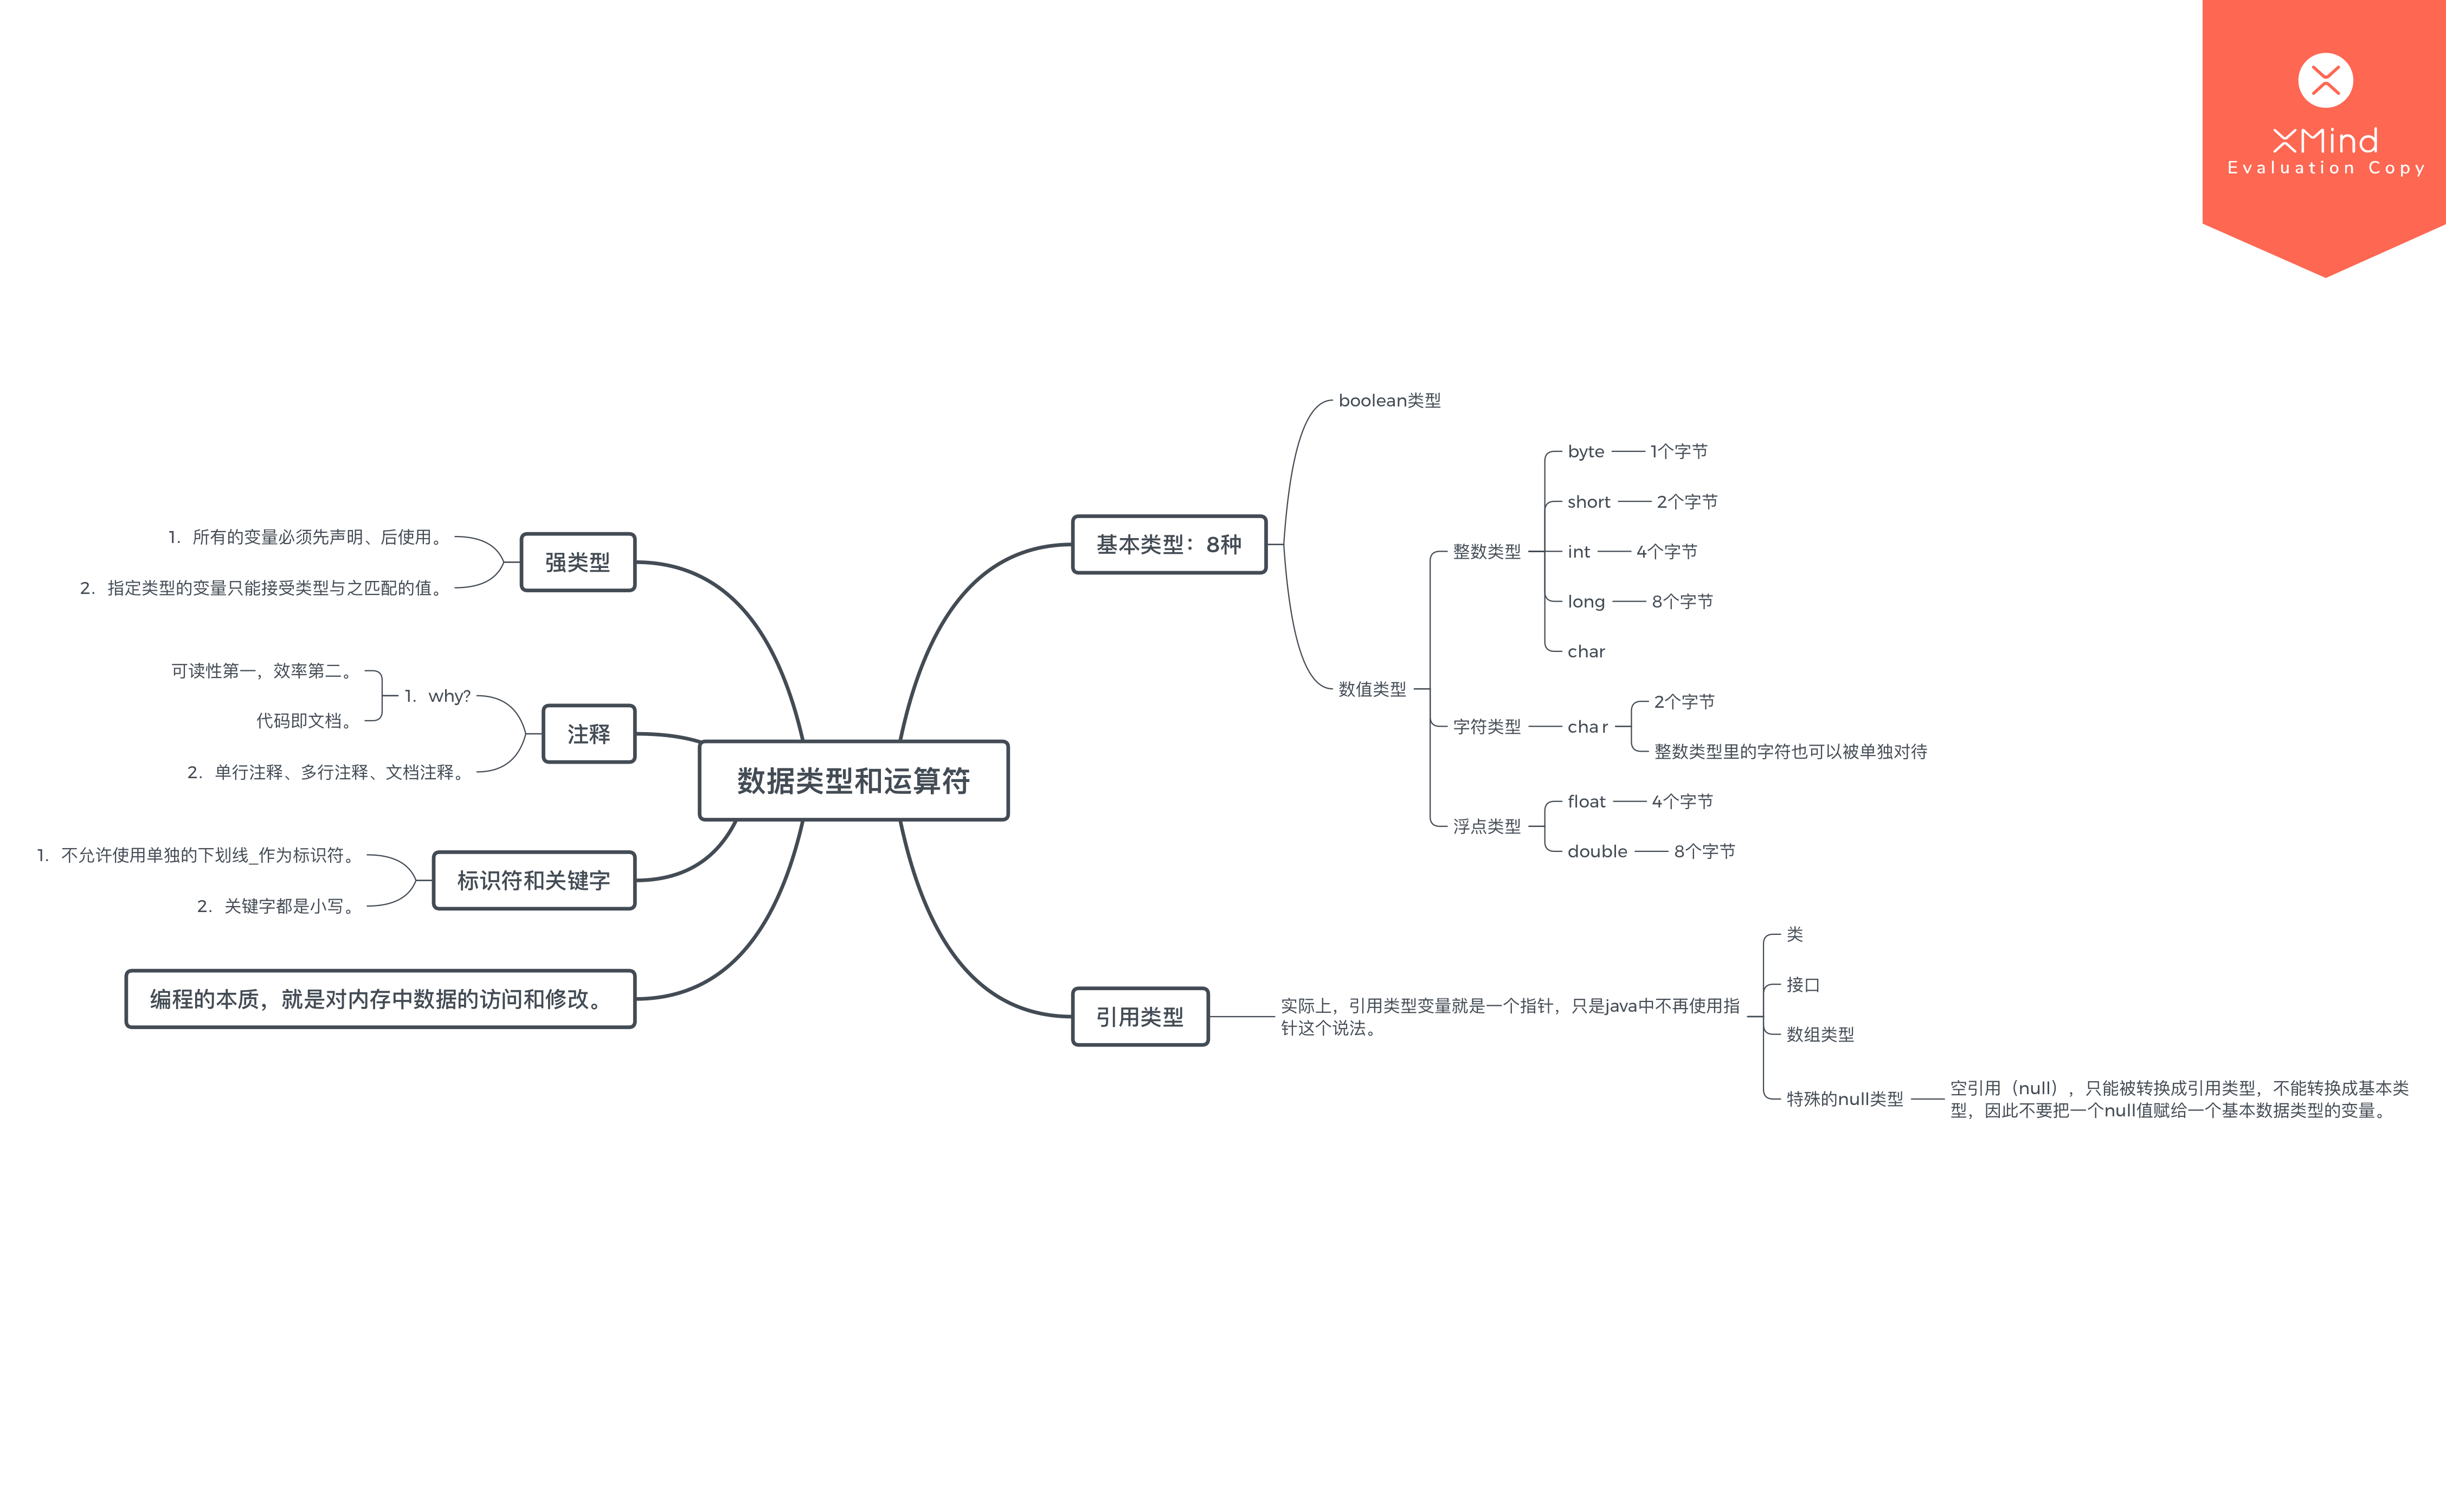 XMind
Evaluation Copy
数据类型和运算符
基本类型：8种
boolean类型
数值类型
整数类型
byte
1个字节
short
2个字节
int
4个字节
long
8个字节
char
字符类型
char
2个字节
整数类型里的字符也可以被单独对待
浮点类型
float
4个字节
double
8个字节
引用类型
实际上，引用类型变量就是一个指针，只是java中不再使用指
针这个说法。
类
接口
数组类型
特殊的null类型
空引用（null），只能被转换成引用类型，不能转换成基本类
型，因此不要把一个null值赋给一个基本数据类型的变量。
强类型
1. 所有的变量必须先声明、后使用。
2. 指定类型的变量只能接受类型与之匹配的值。
注释
1. why?
可读性第一，效率第二。
代码即文档。
2. 单行注释、多行注释、文档注释。
标识符和关键字
1. 不允许使用单独的下划线_作为标识符。
2. 关键字都是小写。
编程的本质，就是对内存中数据的访问和修改。